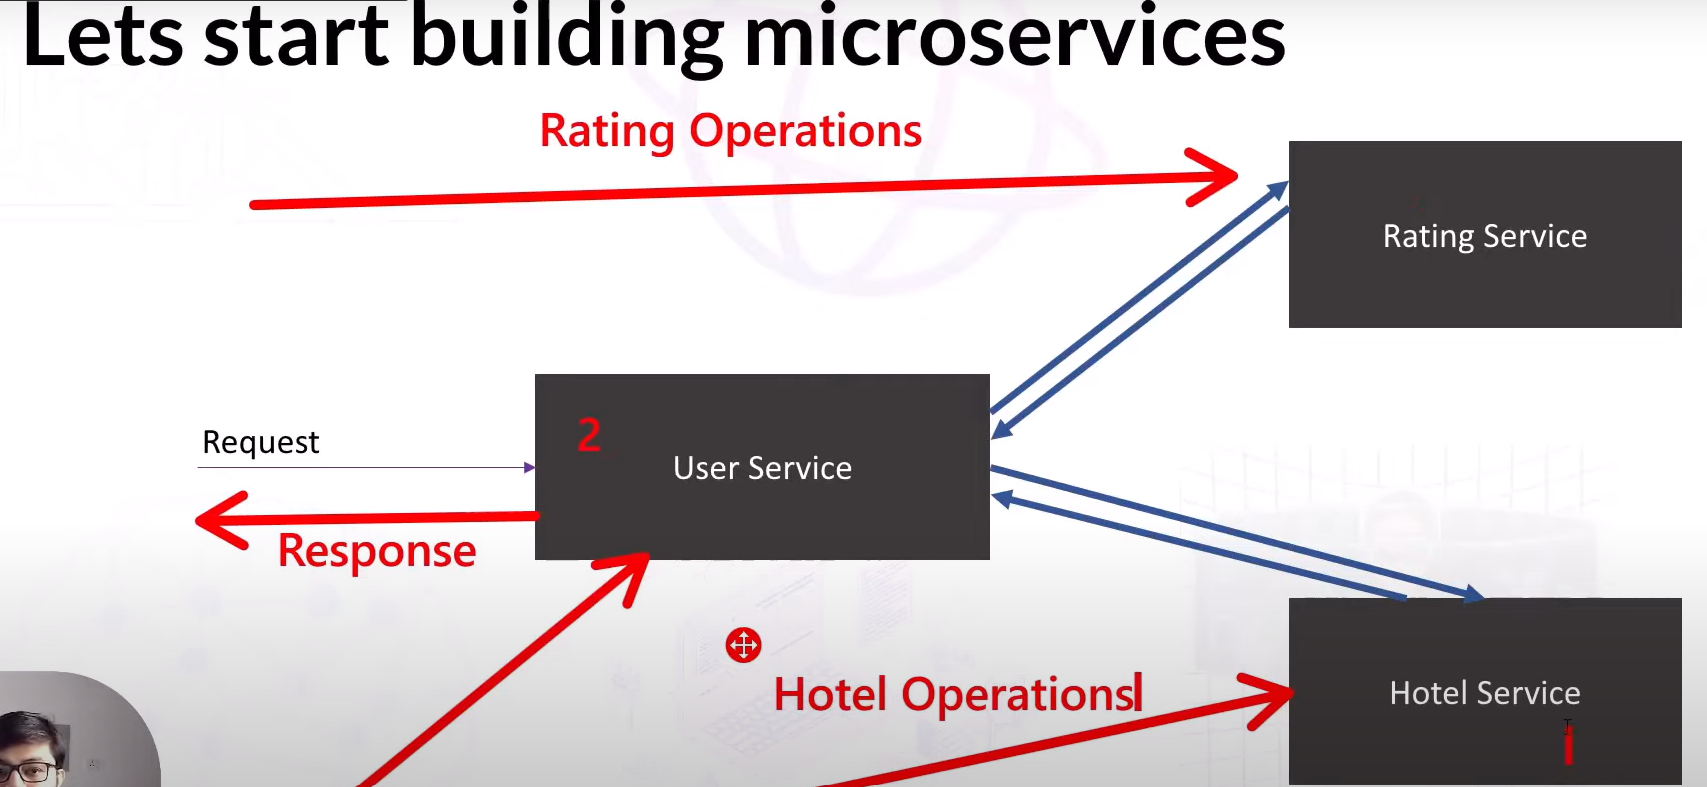 Lets start building microservices
Rating Operations
Rating Service
Request
2
User Service
Response
Hotel Operations
Hotel Service